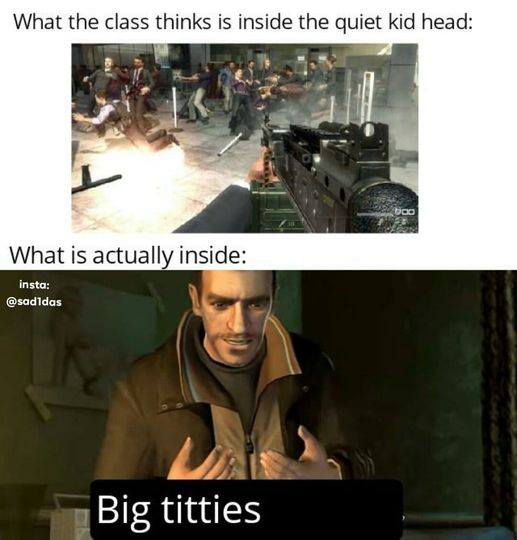 What the class thinks is inside the quiet kid head:
What is actually inside:
insta:
@sad1das
Big titties